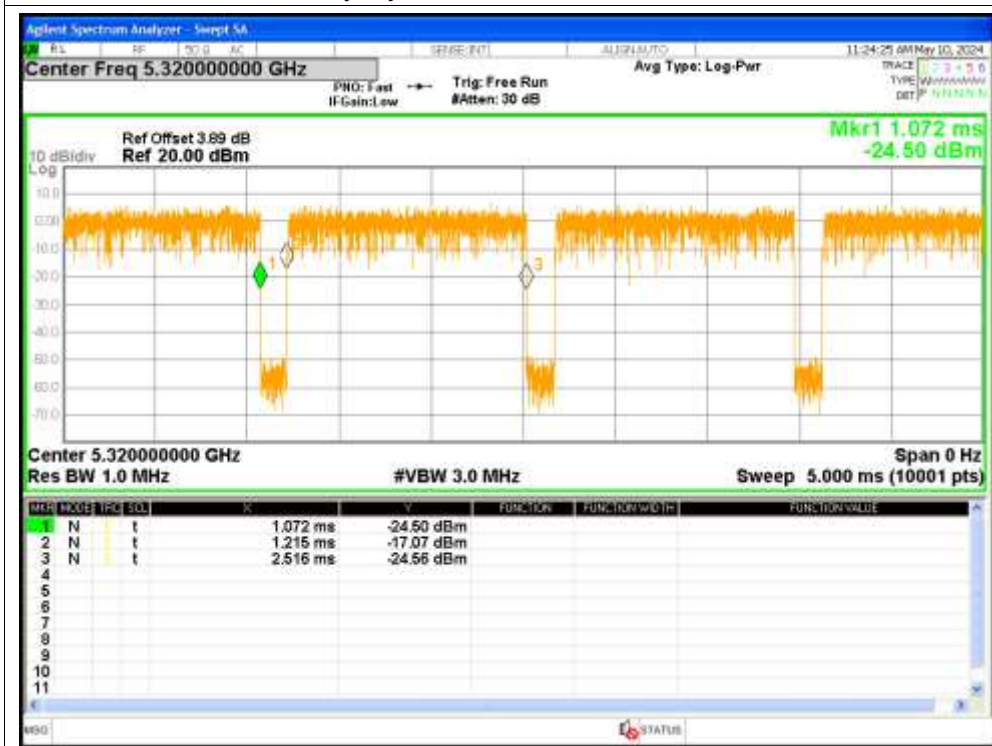 Agilent Spectrum Analyzer - Swept SA
RL RF 50 Ω AC SENSE:INT ALIGN AUTO 11:24:25 AM May 10, 2024
Center Freq 5.320000000 GHz
PNO: Fast
IFGain:Low
Trig: Free Run
#Atten: 30 dB
Avg Type: Log-Pwr
TRACE 1 2 3 4 5 6
TYPE
DET P N N N N N
Ref Offset 3.89 dB
10 dB/div Ref 20.00 dBm
Log
Mkr1 1.072 ms
-24.50 dBm
10.0
0.00
-10.0
-20.0
-30.0
-40.0
-50.0
-60.0
-70.0
1
3
Center 5.320000000 GHz Span 0 Hz
Res BW 1.0 MHz #VBW 3.0 MHz Sweep 5.000 ms (10001 pts)
MKR MODE TRC SCL X Y FUNCTION FUNCTION WIDTH FUNCTION VALUE
1 N t 1.072 ms -24.50 dBm
2 N t 1.215 ms -17.07 dBm
3 N t 2.516 ms -24.56 dBm
4
5
6
7
8
9
10
11
MSG STATUS